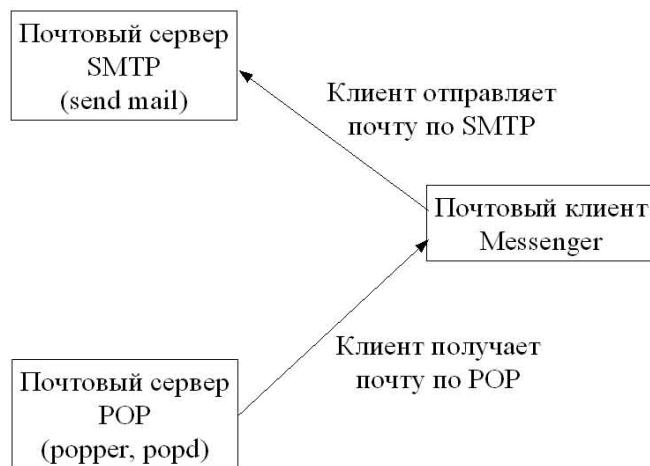 Почтовый сервер
SMTP
(send mail)
Клиент отправляет
почту по SMTP
Почтовый клиент
Messenger
Клиент получает
почту по POP
Почтовый сервер
POP
(popper, popd)